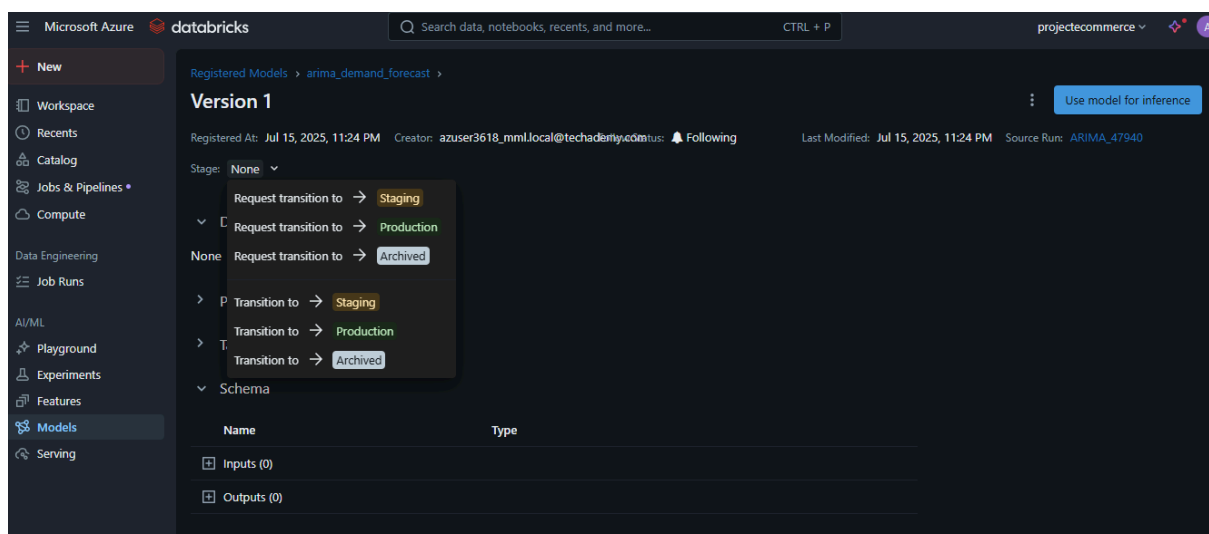 Microsoft Azure databricks Search data, notebooks, recents, and more... CTRL + P projectecommerce A
New
Workspace
Recents
Catalog
Jobs & Pipelines
Compute
Data Engineering
Job Runs
AI/ML
Playground
Experiments
Features
Models
Serving
Registered Models › arima_demand_forecast ›
Version 1
Use model for inference
Registered At: Jul 15, 2025, 11:24 PM Creator: azuser3618_mml.local@techademy.com Status: Following Last Modified: Jul 15, 2025, 11:24 PM Source Run: ARIMA_47940
Stage: None
Request transition to → Staging
D
Request transition to → Production
None Request transition to → Archived
P Transition to → Staging
Transition to → Production
T
Transition to → Archived
Schema
Name Type
Inputs (0)
Outputs (0)